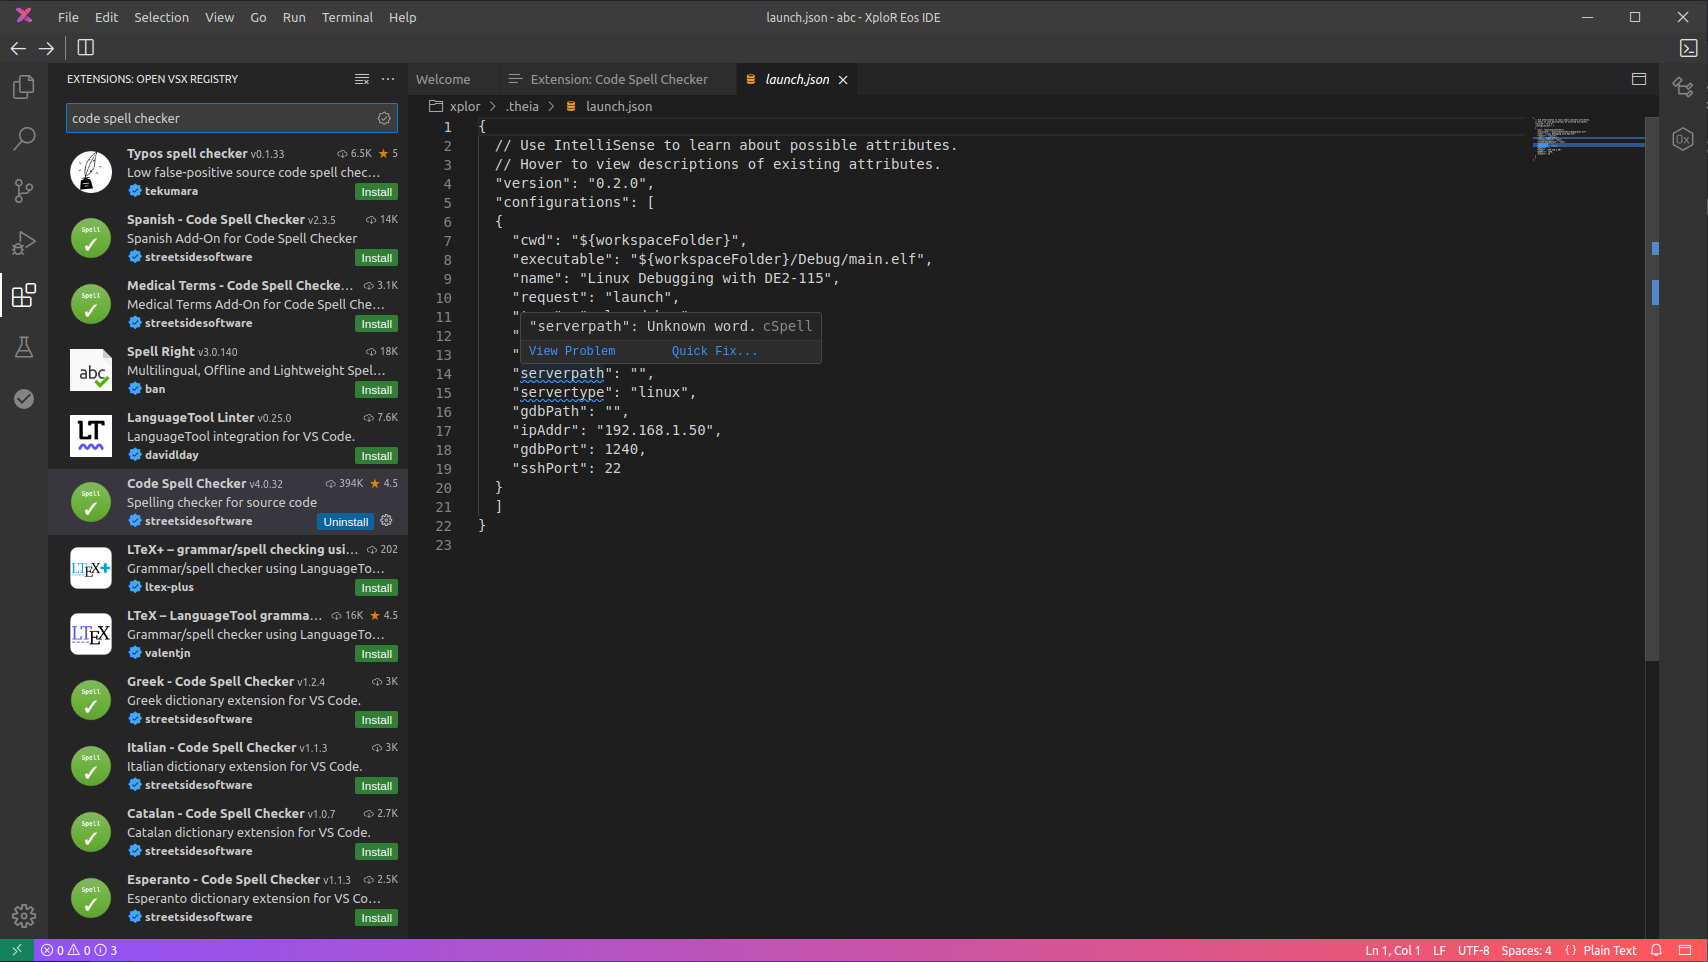 File Edit Selection View Go Run Terminal Help
launch.json - abc - XploR Eos IDE
EXTENSIONS: OPEN VSX REGISTRY
code spell checker
Typos spell checker v0.1.33 6.5K 5
Low false-positive source code spell chec...
tekumara Install
Spanish - Code Spell Checker v2.3.5 14K
Spanish Add-On for Code Spell Checker
streetsidesoftware Install
Medical Terms - Code Spell Checke... 3.1K
Medical Terms Add-On for Code Spell Che...
streetsidesoftware Install
Spell Right v3.0.140 18K
Multilingual, Offline and Lightweight Spel...
ban Install
LanguageTool Linter v0.25.0 7.6K
LanguageTool integration for VS Code.
davidlday Install
Code Spell Checker v4.0.32 394K 4.5
Spelling checker for source code
streetsidesoftware Uninstall
LTeX+ – grammar/spell checking usi... 202
Grammar/spell checker using LanguageTo...
ltex-plus Install
LTeX – LanguageTool gramma... 16K 4.5
Grammar/spell checker using LanguageTo...
valentjn Install
Greek - Code Spell Checker v1.2.4 3K
Greek dictionary extension for VS Code.
streetsidesoftware Install
Italian - Code Spell Checker v1.1.3 3K
Italian dictionary extension for VS Code.
streetsidesoftware Install
Catalan - Code Spell Checker v1.0.7 2.7K
Catalan dictionary extension for VS Code.
streetsidesoftware Install
Esperanto - Code Spell Checker v1.1.3 2.5K
Esperanto dictionary extension for VS Co...
streetsidesoftware Install
Spell
Spell
abc
LT
Spell
LTEX+
LTEX
Spell
Spell
Spell
Spell
Welcome Extension: Code Spell Checker launch.json
xplor > .theia > launch.json
1 {
2 // Use IntelliSense to learn about possible attributes.
3 // Hover to view descriptions of existing attributes.
4 "version": "0.2.0",
5 "configurations": [
6 {
7 "cwd": "${workspaceFolder}",
8 "executable": "${workspaceFolder}/Debug/main.elf",
9 "name": "Linux Debugging with DE2-115",
10 "request": "launch",
11 "
12 "
13 "
"serverpath": Unknown word. cSpell
View Problem Quick Fix...
14 "serverpath": "",
15 "servertype": "linux",
16 "gdbPath": "",
17 "ipAddr": "192.168.1.50",
18 "gdbPort": 1240,
19 "sshPort": 22
20 }
21 ]
22 }
23
0x
0 0 3
Ln 1, Col 1 LF UTF-8 Spaces: 4 {} Plain Text